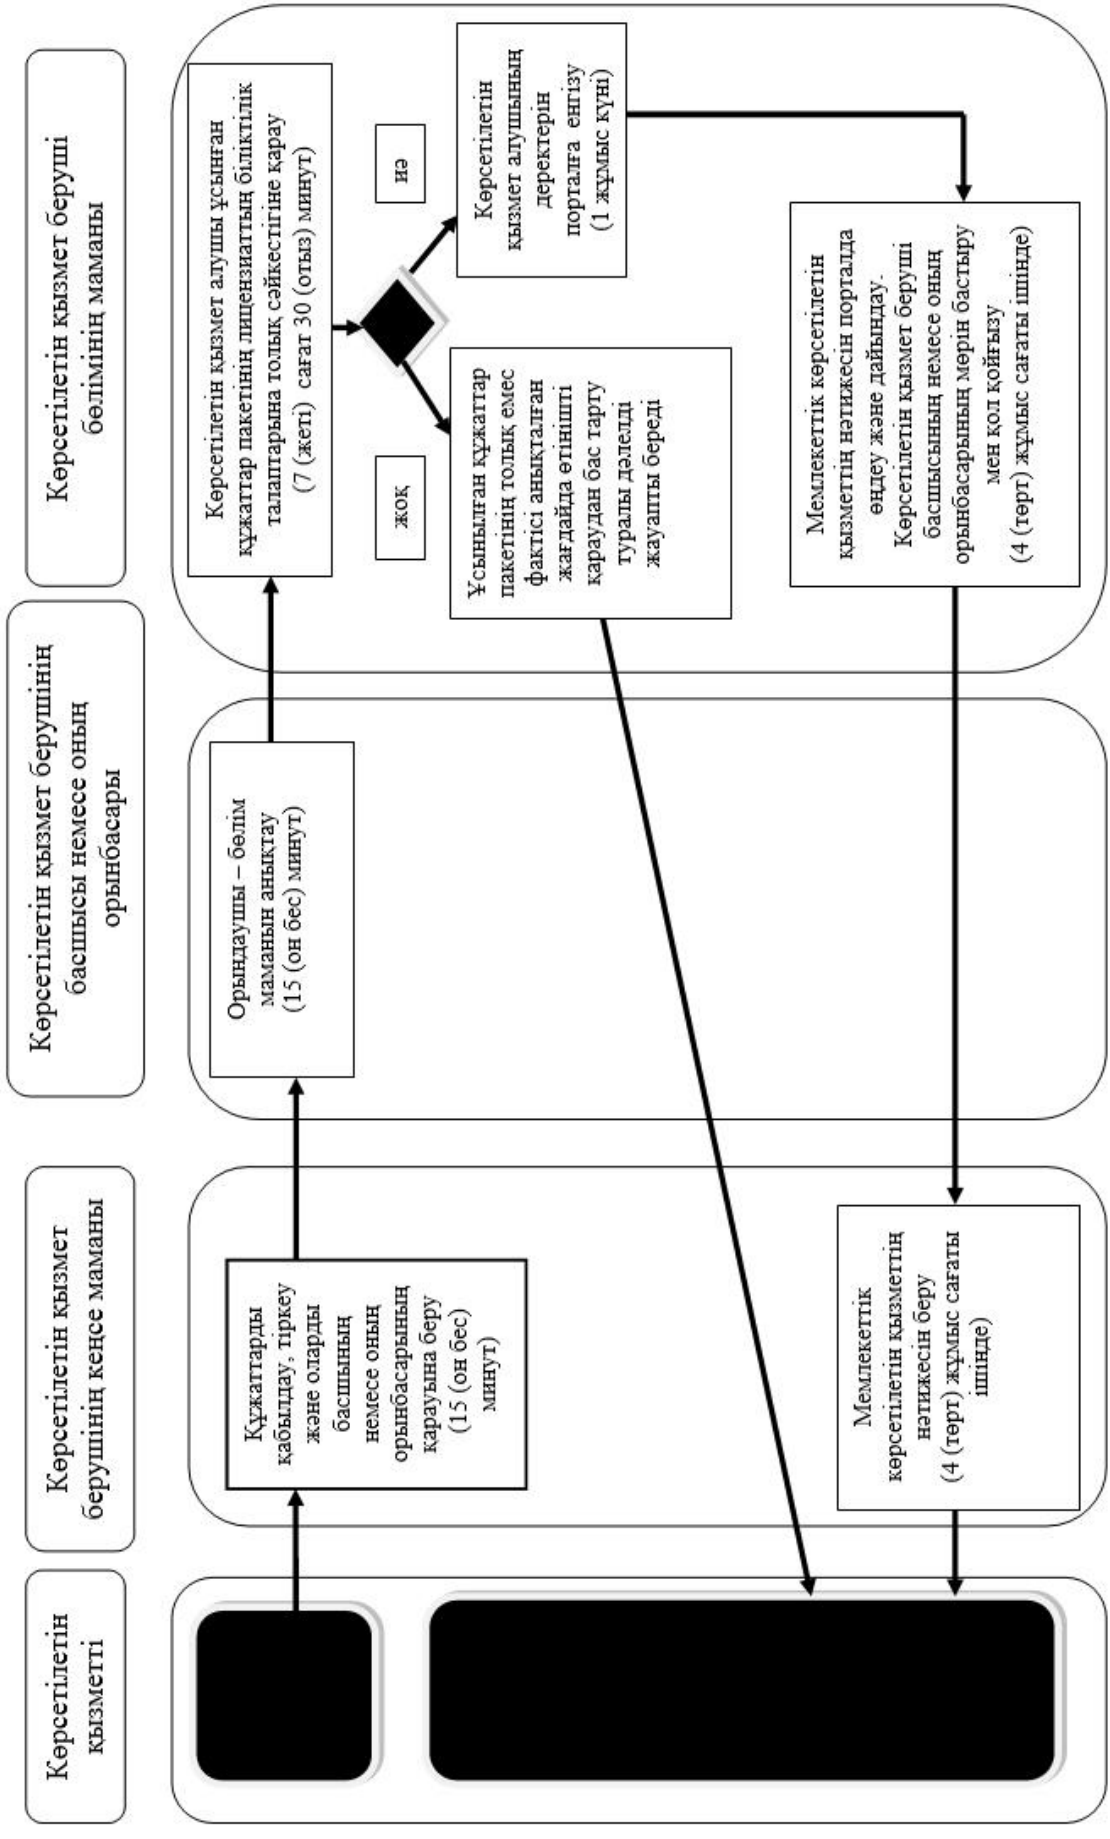 Көрсетілетін
қызметті
Көрсетілетін қызмет
берушінің кеңсе маманы
Көрсетілетін қызмет берушінің
басшысы немесе оның
орынбасары
Көрсетілетін қызмет беруші
бөлімінің маманы
Құжаттарды
қабылдау, тіркеу
және оларды
басшының
немесе оның
орынбасарының
қарауына беру
(15 (он бес)
минут)
Орындаушы – бөлім
маманын анықтау
(15 (он бес) минут)
Көрсетілетін қызмет алушы ұсынған
құжаттар пакетінің лицензиаттың біліктілік
талаптарына толық сәйкестігіне қарау
(7 (жеті) сағат 30 (отыз) минут)
жоқ
иә
Ұсынылған құжаттар
пакетінің толық емес
фактісі анықталған
жағдайда өтінішті
қараудан бас тарту
туралы дәлелді
жауапты береді
Көрсетілетін
қызмет алушының
деректерін
порталға енгізу
(1 жұмыс күні)
Мемлекеттік көрсетілетін
қызметтің нәтижесін порталда
өңдеу және дайындау.
Көрсетілетін қызмет беруші
басшысының немесе оның
орынбасарының мөрін бастыру
мен қол қойғызу
(4 (төрт) жұмыс сағаты ішінде)
Мемлекеттік
көрсетілетін қызметтің
нәтижесін беру
(4 (төрт) жұмыс сағаты
ішінде)